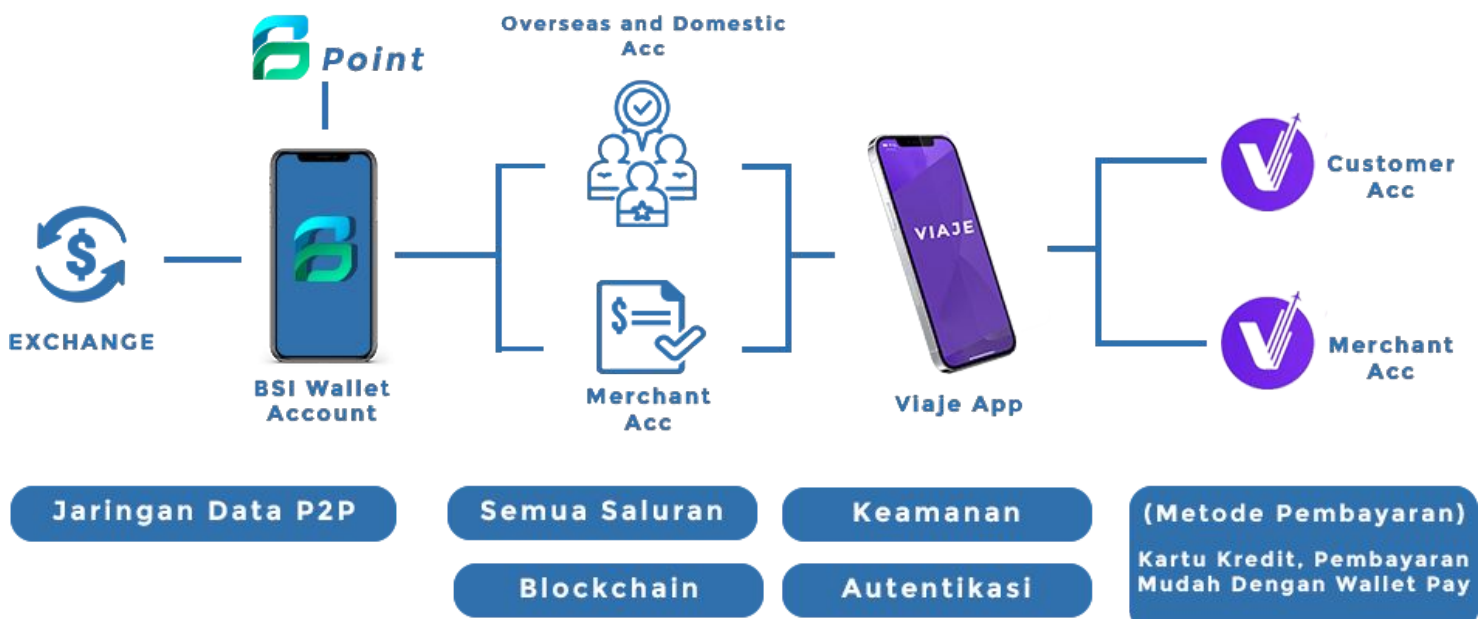 Point
Overseas and Domestic
Acc
EXCHANGE
BSI Wallet
Account
Merchant
Acc
VIAJE
Viaje App
Customer
Acc
Merchant
Acc
Jaringan Data P2P
Semua Saluran
Keamanan
(Metode Pembayaran)
Kartu Kredit, Pembayaran
Mudah Dengan Wallet Pay
Blockchain
Autentikasi